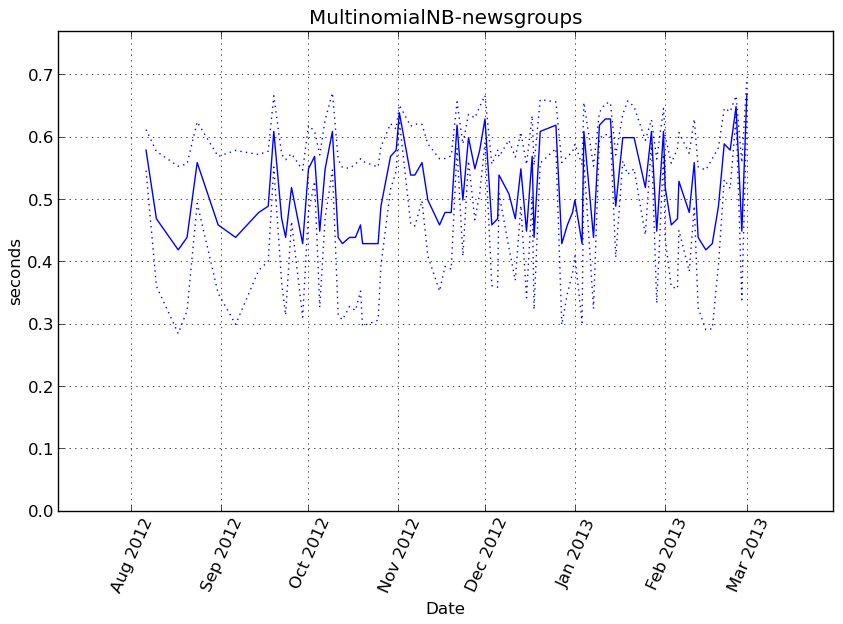 MultinomialNB-newsgroups
0.7
0.6
0.5
0.4
0.3
0.2
0.1
0.0
seconds
Aug 2012
Sep 2012
Oct 2012
Nov 2012
Dec 2012
Jan 2013
Feb 2013
Mar 2013
Date